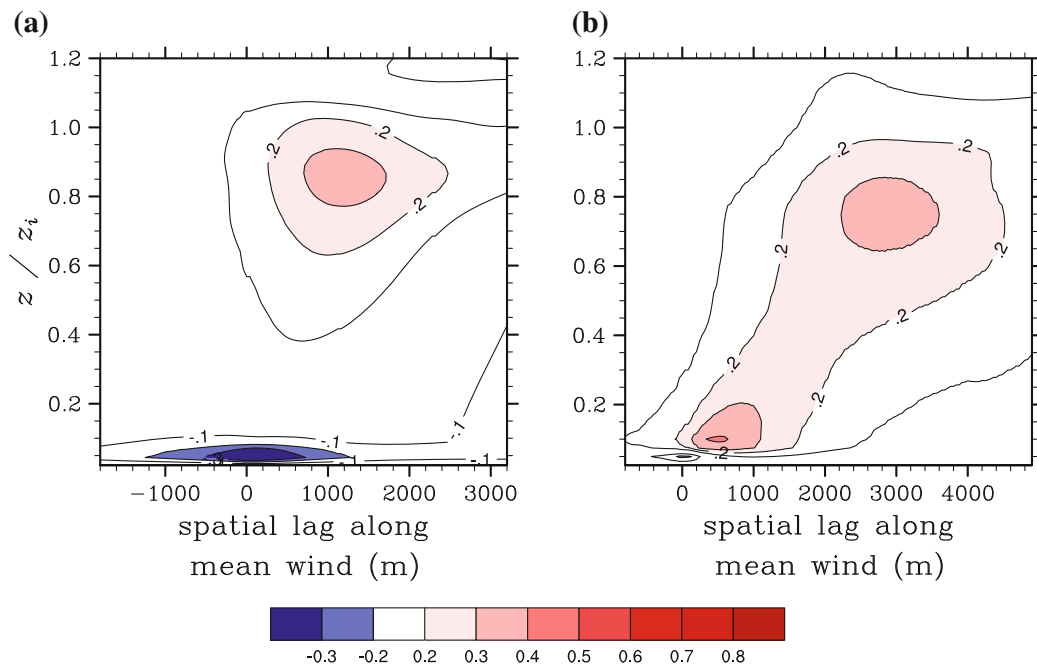 (a) (b)
1.2 1.2
1.0 1.0
0.8 0.8
0.6 0.6
0.4 0.4
0.2 0.2
z / z_i
.2 .2 .2
-.1 -.1 -.1 -.1
.2 .2 .2 .2 .2 .2 .2 .2
-1000 0 1000 2000 3000
0 1000 2000 3000 4000
spatial lag along
mean wind (m)
spatial lag along
mean wind (m)
-0.3 -0.2 0.2 0.3 0.4 0.5 0.6 0.7 0.8